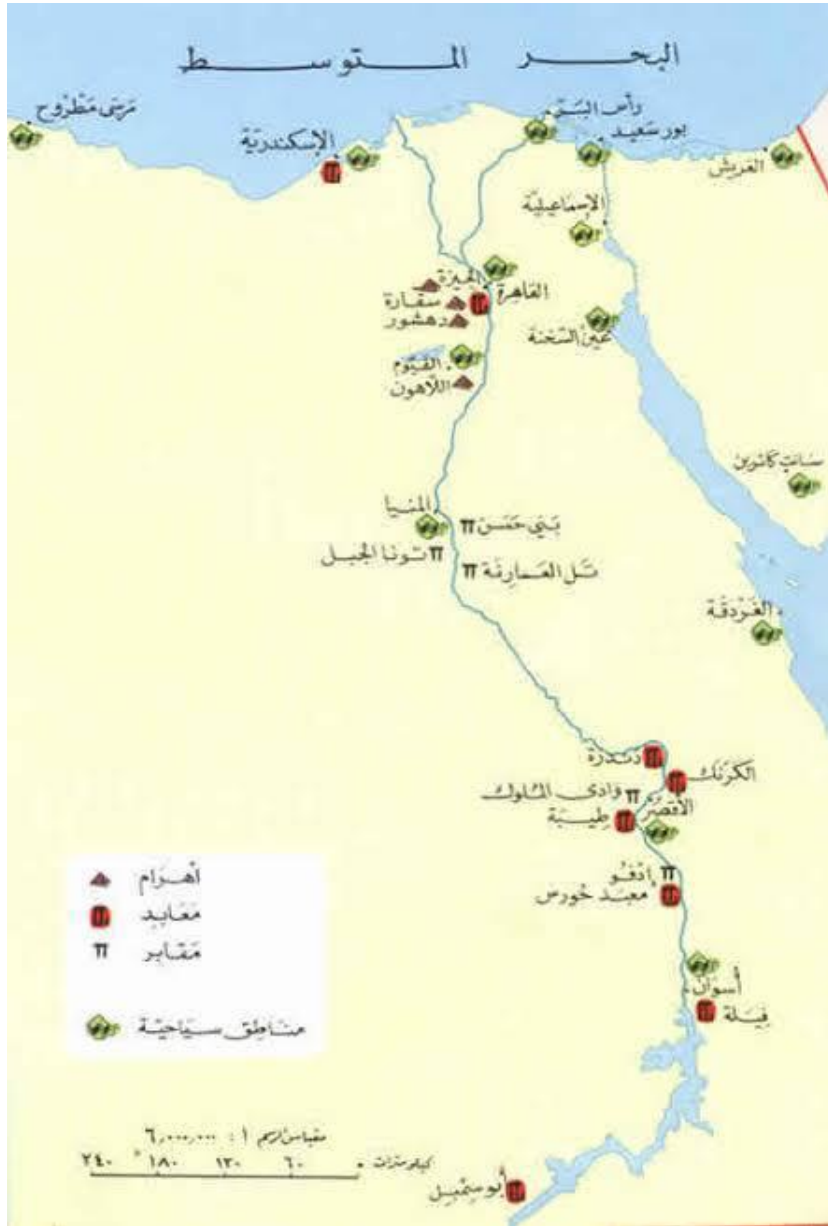 البحر المتوسط
مرسى مطروح
الإسكندرية
رأس البر
بور سعيد
العريش
الإسماعيلية
الجيزة
القاهرة
سقارة
دهشور
عين السخنة
الفيوم
اللاهون
سانت كاترين
المنيا
بني حسن
تونا الجبل
تل العمارنة
الغردقة
دندرة
الكرنك
وادى الملوك
الأقصر
طيبة
إدفو
معبد حورس
أسوان
فيلة
أهرام
معابد
مقابر
مناطق سياحية
مقياس الرسم ١ : ٦,٠٠٠,٠٠٠
٢٤٠ ١٨٠ ١٢٠ ٦٠ ٠ كيلومترات
أبو سمبل